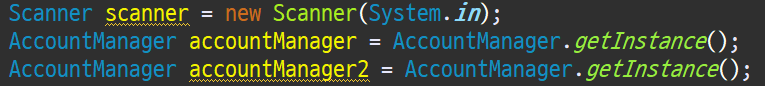 Scanner scanner = new Scanner(System.in);
AccountManager accountManager = AccountManager.getInstance();
AccountManager accountManager2 = AccountManager.getInstance();